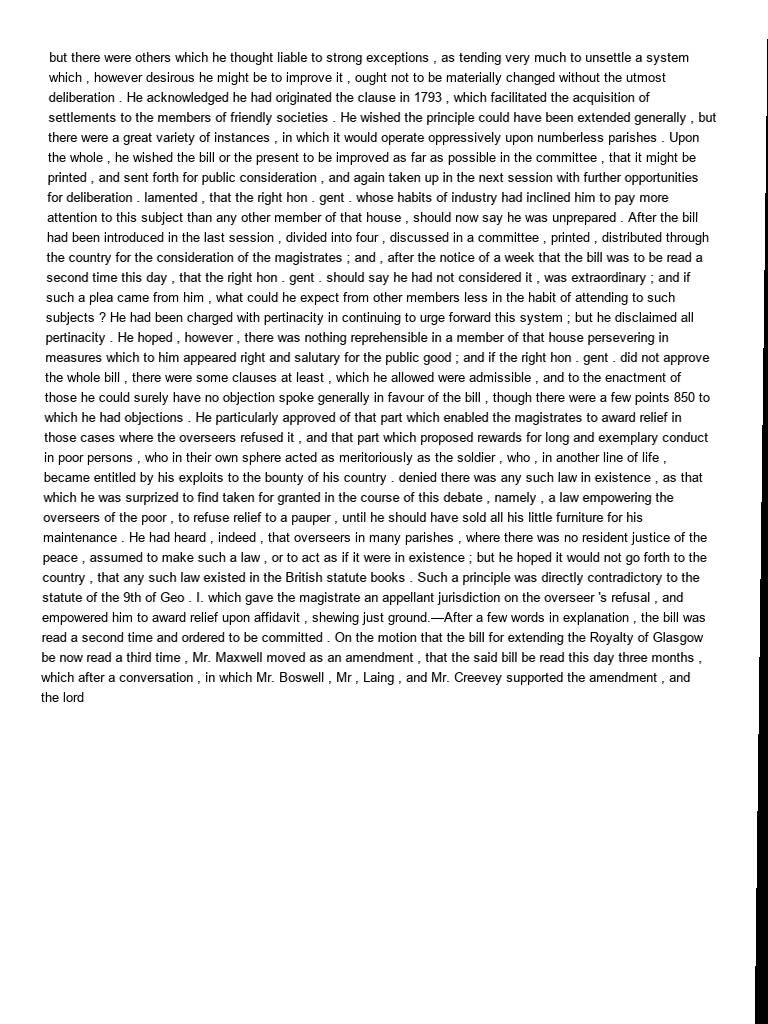 but there were others which he thought liable to strong exceptions , as tending very much to unsettle a system
which , however desirous he might be to improve it , ought not to be materially changed without the utmost
deliberation . He acknowledged he had originated the clause in 1793 , which facilitated the acquisition of
settlements to the members of friendly societies . He wished the principle could have been extended generally , but
there were a great variety of instances , in which it would operate oppressively upon numberless parishes . Upon
the whole , he wished the bill or the present to be improved as far as possible in the committee , that it might be
printed , and sent forth for public consideration , and again taken up in the next session with further opportunities
for deliberation . lamented , that the right hon . gent . whose habits of industry had inclined him to pay more
attention to this subject than any other member of that house , should now say he was unprepared . After the bill
had been introduced in the last session , divided into four , discussed in a committee , printed , distributed through
the country for the consideration of the magistrates ; and , after the notice of a week that the bill was to be read a
second time this day , that the right hon . gent . should say he had not considered it , was extraordinary ; and if
such a plea came from him , what could he expect from other members less in the habit of attending to such
subjects ? He had been charged with pertinacity in continuing to urge forward this system ; but he disclaimed all
pertinacity . He hoped , however , there was nothing reprehensible in a member of that house persevering in
measures which to him appeared right and salutary for the public good ; and if the right hon . gent . did not approve
the whole bill , there were some clauses at least , which he allowed were admissible , and to the enactment of
those he could surely have no objection spoke generally in favour of the bill , though there were a few points 850 to
which he had objections . He particularly approved of that part which enabled the magistrates to award relief in
those cases where the overseers refused it , and that part which proposed rewards for long and exemplary conduct
in poor persons , who in their own sphere acted as meritoriously as the soldier , who , in another line of life ,
became entitled by his exploits to the bounty of his country . denied there was any such law in existence , as that
which he was surprized to find taken for granted in the course of this debate , namely , a law empowering the
overseers of the poor , to refuse relief to a pauper , until he should have sold all his little furniture for his
maintenance . He had heard , indeed , that overseers in many parishes , where there was no resident justice of the
peace , assumed to make such a law , or to act as if it were in existence ; but he hoped it would not go forth to the
country , that any such law existed in the British statute books . Such a principle was directly contradictory to the
statute of the 9th of Geo . I. which gave the magistrate an appellant jurisdiction on the overseer 's refusal , and
empowered him to award relief upon affidavit , shewing just ground.—After a few words in explanation , the bill was
read a second time and ordered to be committed . On the motion that the bill for extending the Royalty of Glasgow
be now read a third time , Mr. Maxwell moved as an amendment , that the said bill be read this day three months ,
which after a conversation , in which Mr. Boswell , Mr , Laing , and Mr. Creevey supported the amendment , and
the lord